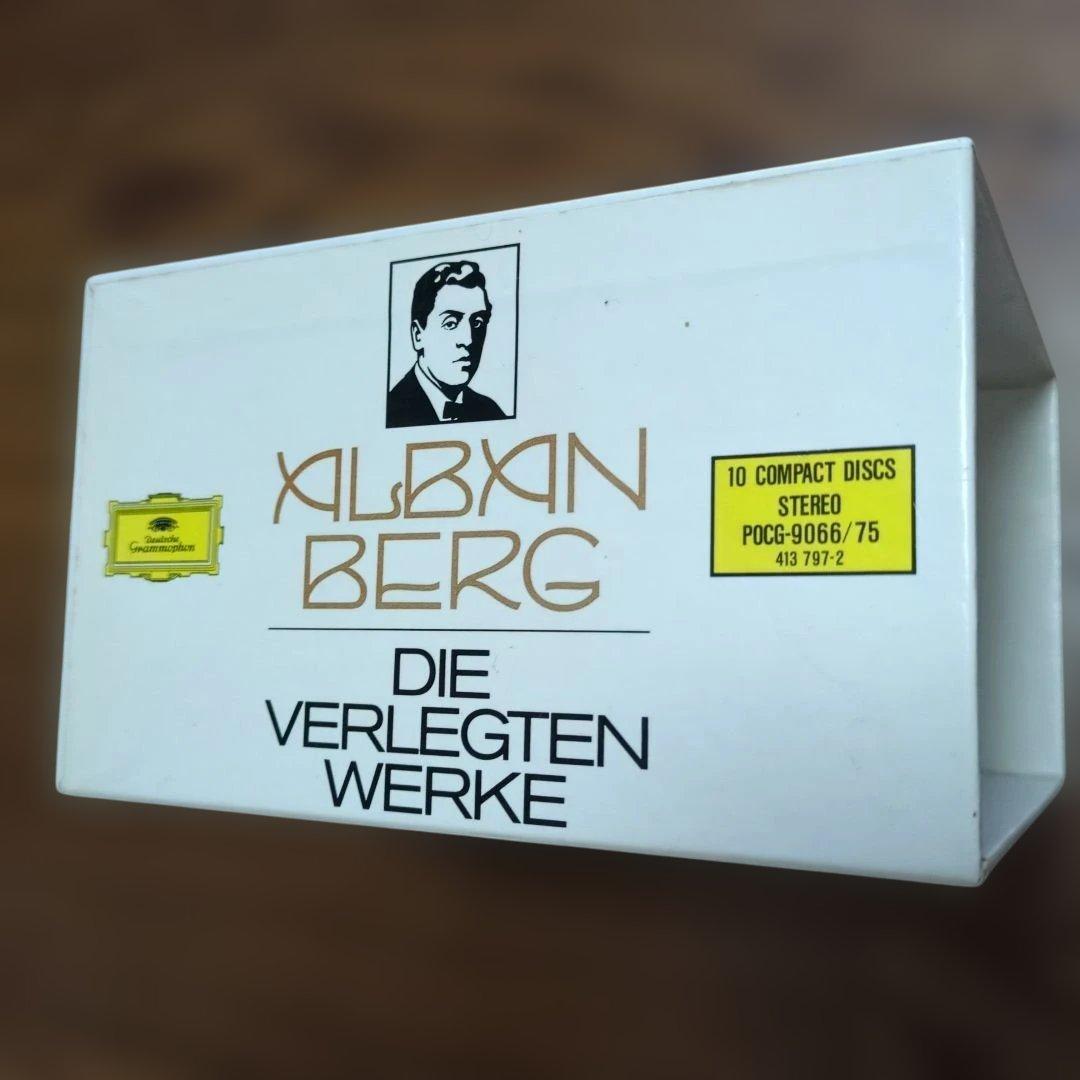 ALBAN
BERG
DIE
VERLEGTEN
WERKE
Deutsche
Grammophon
10 COMPACT DISCS
STEREO
POCG-9066/75
413 797-2